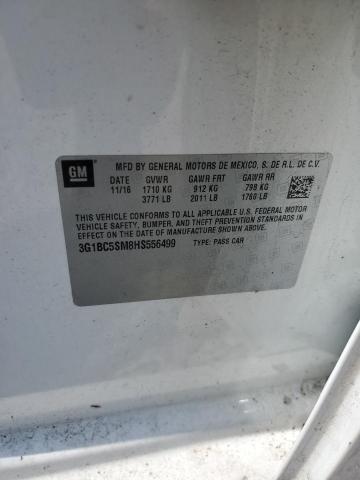 GM
MFD BY GENERAL MOTORS DE MEXICO, S. DE R.L. DE C.V.
DATE GVWR GAWR FRT GAWR RR
11/16 1710 KG 912 KG 798 KG
3771 LB 2011 LB 1760 LB
THIS VEHICLE CONFORMS TO ALL APPLICABLE U.S. FEDERAL MOTOR
VEHICLE SAFETY, BUMPER, AND THEFT PREVENTION STANDARDS IN
EFFECT ON THE DATE OF MANUFACTURE SHOWN ABOVE.
3G1BC5SM8HS556499 TYPE: PASS CAR